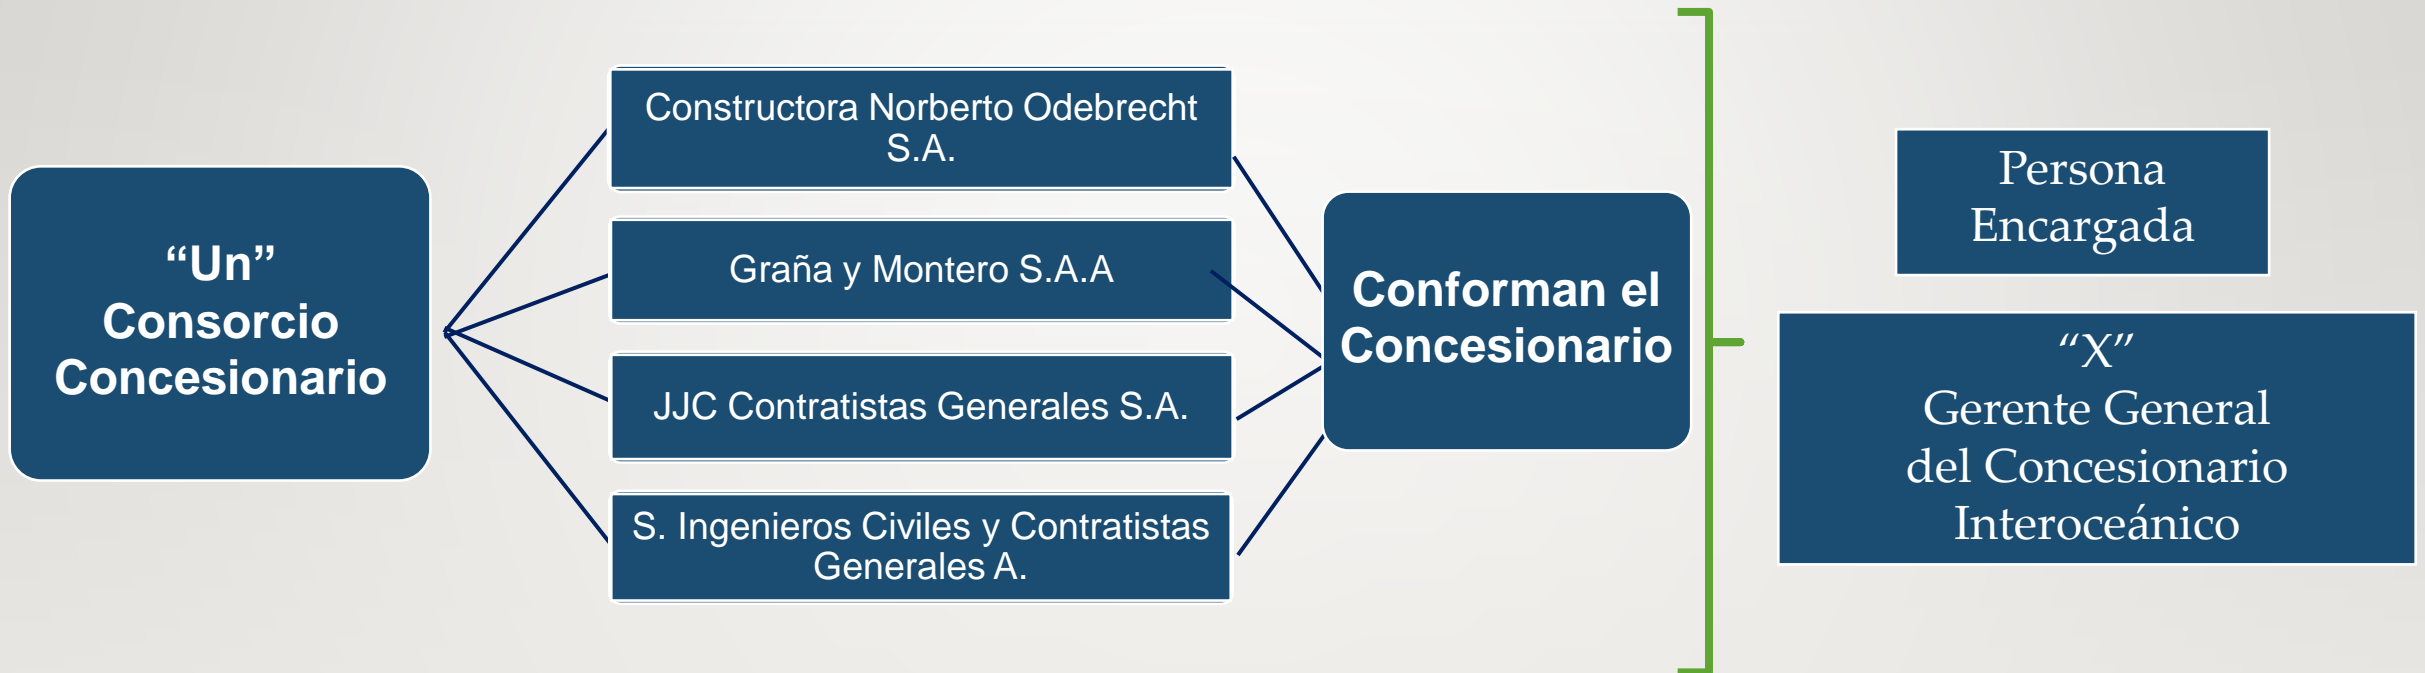 “Un”
Consorcio
Concesionario
Constructora Norberto Odebrecht
S.A.
Graña y Montero S.A.A
JJC Contratistas Generales S.A.
S. Ingenieros Civiles y Contratistas
Generales A.
Conforman el
Concesionario
Persona
Encargada
“X”
Gerente General
del Concesionario
Interoceánico